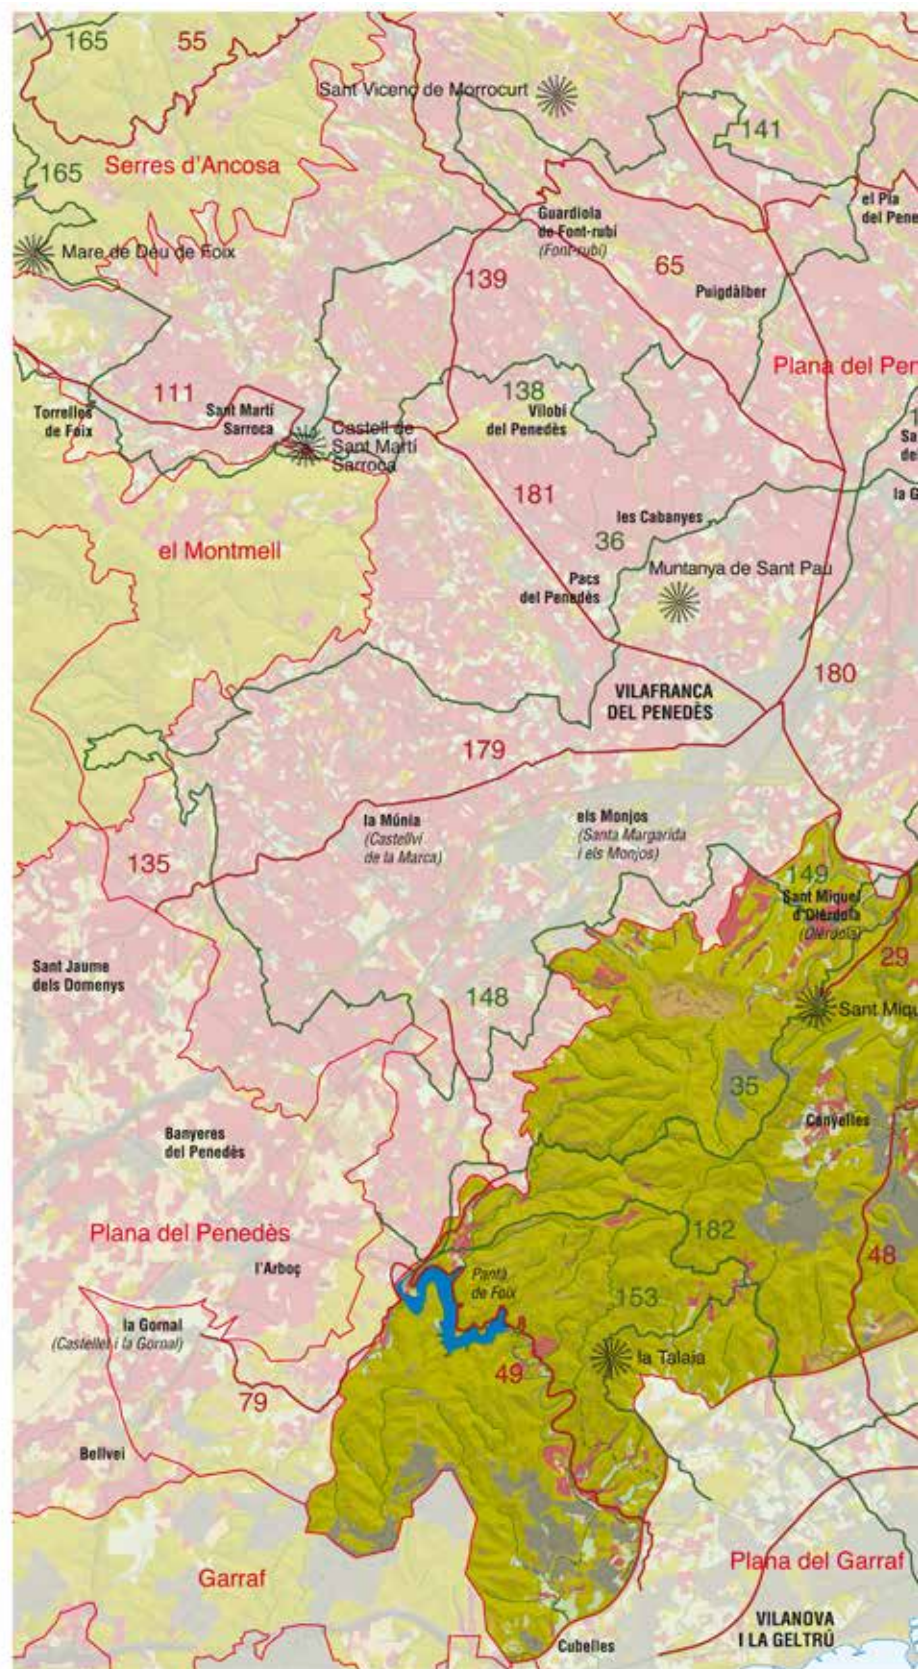 165
55
Sant Vicenç de Morrocurt
141
165
Serres d'Ancosa
el Pla
del Pene
Guardiola
de Font-rubí
(Font-rubí)
Mare de Déu de Foix
139
65
Puigdàlber
Plana del Pen
111
138
Torrelles
de Foix
Sant Martí
Sarroca
Vilobí
del Penedès
Castell de
Sant Martí
Sarroca
Sa
del
la G
181
les Cabanyes
36
el Montmell
Muntanya de Sant Pau
Pacs
del Penedès
180
VILAFRANCA
DEL PENEDÈS
179
la Múnia
(Castellví
de la Marca)
els Monjos
(Santa Margarida
i els Monjos)
135
149
Sant Miquel
d'Olèrdola
(Olèrdola)
29
Sant Jaume
dels Domenys
148
Sant Miqu
35
Canyelles
Banyeres
del Penedès
Plana del Penedès
182
48
l'Arboç
Pantà
de Foix
153
la Gornal
(Castellet i la Gornal)
la Talaia
49
79
Bellvei
Garraf
Plana del Garraf
VILANOVA
I LA GELTRÚ
Cubelles